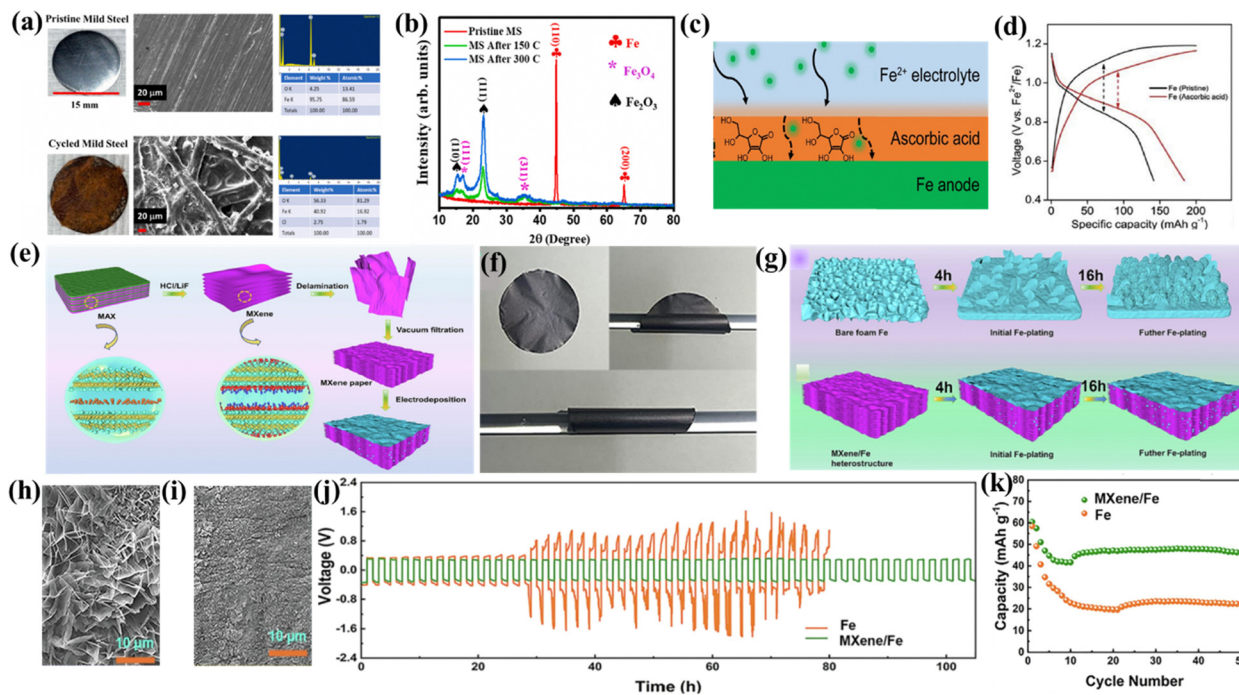 (a)
Pristine Mild Steel
15 mm
20 µm
Element Weight % Atomic%
O K 4.25 13.41
Fe K 95.75 86.59
Totals 100.00 100.00
Cycled Mild Steel
20 µm
Element Weight% Atomic%
O K 56.33 81.29
Fe K 40.92 16.92
Cl 2.75 1.79
Totals 100.00 100.00
(b)
Intensity (arb. units)
Pristine MS
MS After 150 C
MS After 300 C
(110)
Fe
Fe₃O₄
Fe₂O₃
(101)
(111)
(111)
(311)
(200)
10 20 30 40 50 60 70 80
2θ (Degree)
(c)
Fe²⁺ electrolyte
Ascorbic acid
Fe anode
(d)
Voltage (V vs. Fe²⁺/Fe)
1.2
1.0
0.8
0.6
0.4
Fe (Pristine)
Fe (Ascorbic acid)
0 50 100 150 200
Specific capacity (mAh g⁻¹)
(e)
MAX
HCl/LiF
MXene
Delamination
Vacuum filtration
MXene paper
Electrodeposition
(f)
(g)
4h
16h
Bare foam Fe
Initial Fe-plating
Futher Fe-plating
4h
16h
MXene/Fe
heterostructure
Initial Fe-plating
Futher Fe-plating
(h)
10 µm
(i)
10 µm
(j)
Voltage (V)
2.4
1.6
0.8
0.0
-0.8
-1.6
-2.4
Fe
MXene/Fe
0 20 40 60 80 100
Time (h)
(k)
Capacity (mAh g⁻¹)
80
70
60
50
40
30
20
10
0
MXene/Fe
Fe
0 10 20 30 40 50
Cycle Number